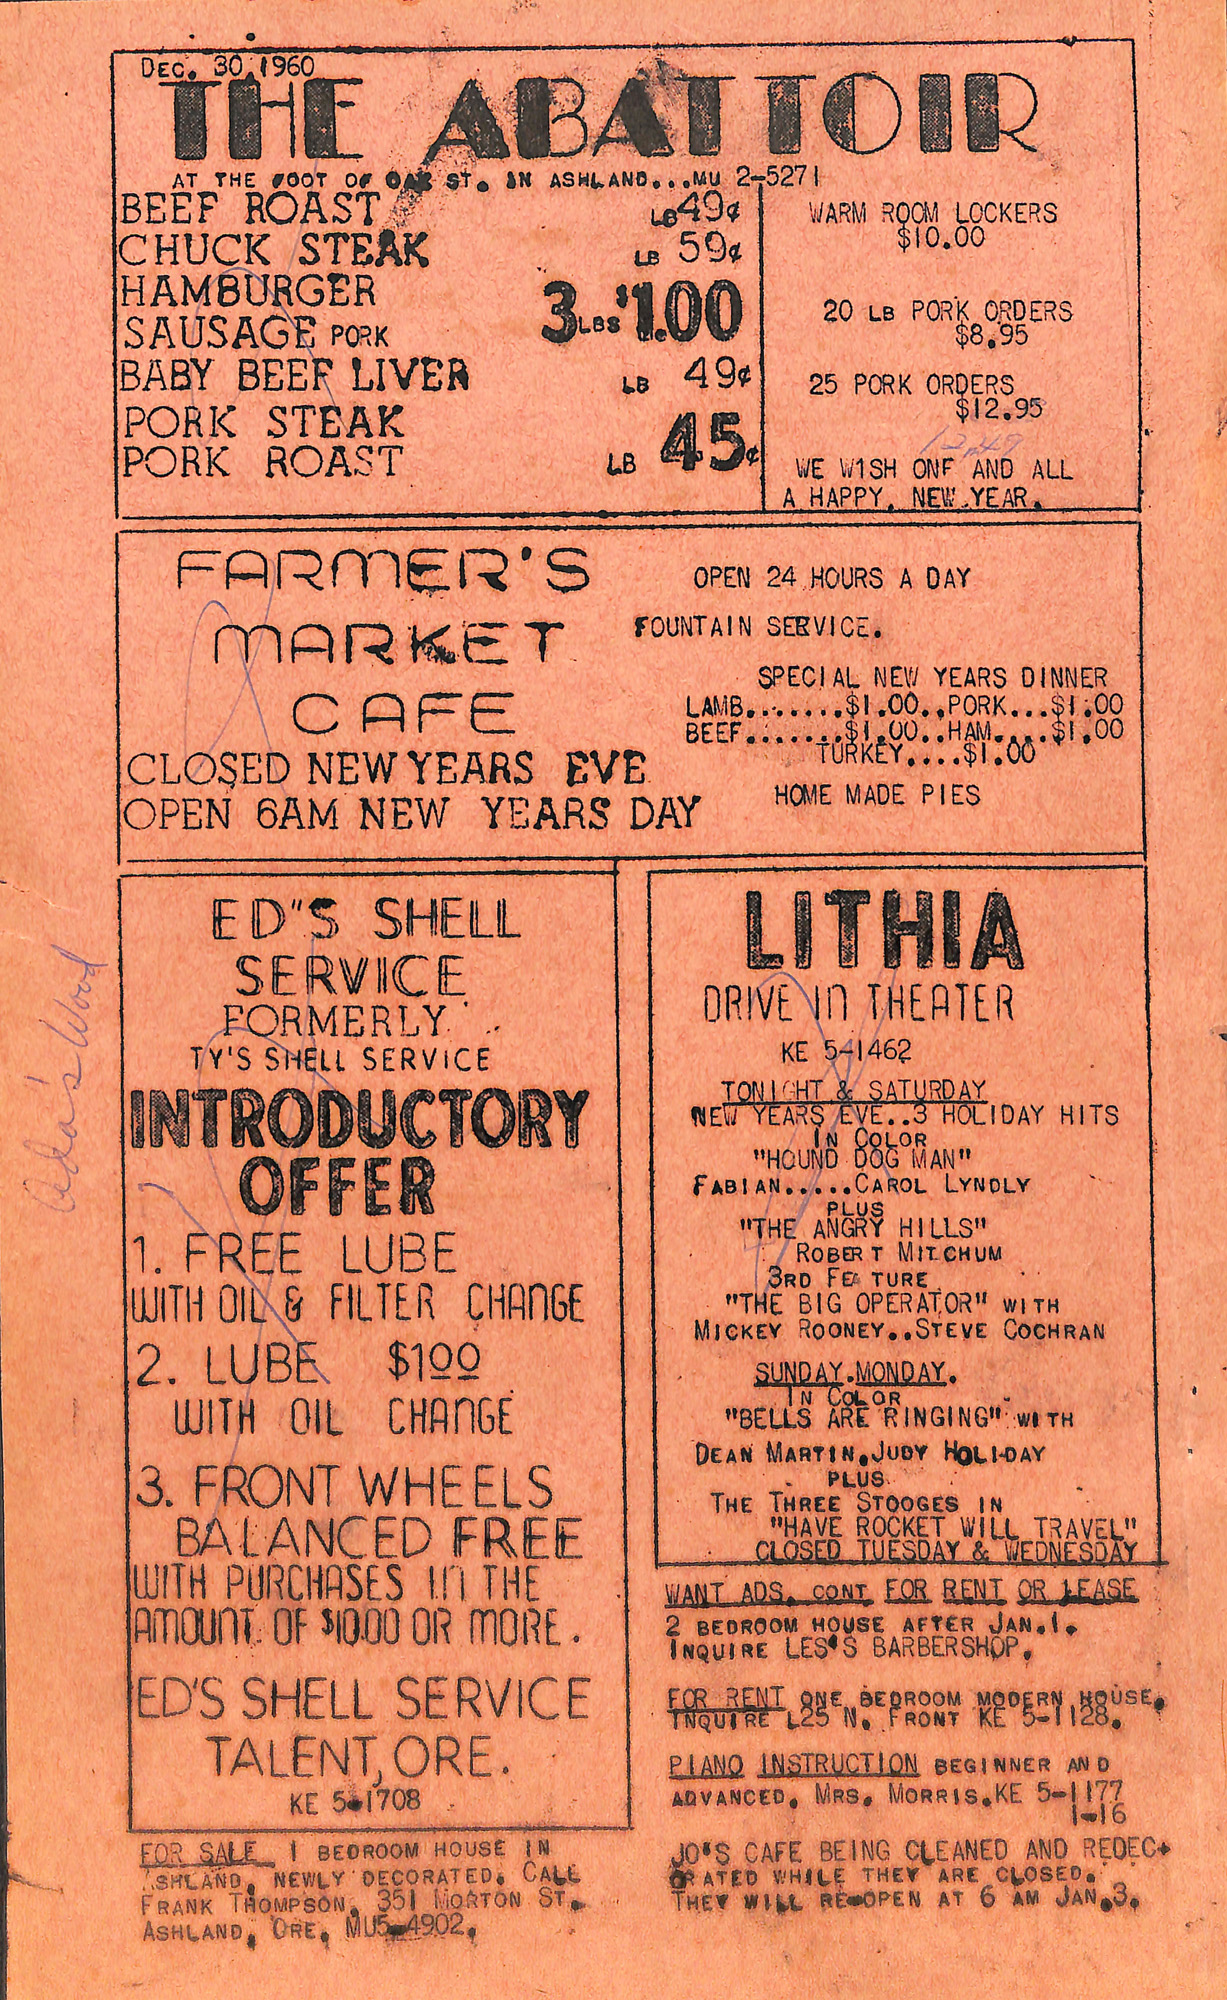 DEC. 30, 1960
THE ABATTOIR
AT THE FOOT OF OAK ST. IN ASHLAND...MU 2-5271
BEEF ROAST LB 49¢
CHUCK STEAK LB 59¢
HAMBURGER
SAUSAGE PORK 3 LBS $1.00
BABY BEEF LIVER LB 49¢
PORK STEAK
PORK ROAST LB 45¢
WARM ROOM LOCKERS
$10.00
20 LB PORK ORDERS
$8.95
25 PORK ORDERS
$12.95
12.49
WE WISH ONE AND ALL
A HAPPY, NEW YEAR.
FARMER'S
MARKET
CAFE
CLOSED NEW YEARS EVE
OPEN 6AM NEW YEARS DAY
OPEN 24 HOURS A DAY
FOUNTAIN SERVICE.
SPECIAL NEW YEARS DINNER
LAMB.......$1.00..PORK...$1.00
BEEF.......$1.00..HAM....$1.00
TURKEY....$1.00
HOME MADE PIES
ED"S SHELL
SERVICE
FORMERLY
TY'S SHELL SERVICE
INTRODUCTORY
OFFER
1. FREE LUBE
WITH OIL & FILTER CHANGE
2. LUBE $100
WITH OIL CHANGE
3. FRONT WHEELS
BALANCED FREE
WITH PURCHASES IN THE
AMOUNT OF $10.00 OR MORE.
ED'S SHELL SERVICE
TALENT, ORE.
KE 5-1708
FOR SALE 1 BEDROOM HOUSE IN
ASHLAND, NEWLY DECORATED. CALL
FRANK THOMPSON, 351 MORTON ST.
ASHLAND, ORE. MU5-4902.
Ada's Wood
LITHIA
DRIVE IN THEATER
KE 5-1462
TONIGHT & SATURDAY
NEW YEARS EVE..3 HOLIDAY HITS
IN COLOR
"HOUND DOG MAN"
FABIAN.....CAROL LYNDLY
PLUS
"THE ANGRY HILLS"
ROBERT MITCHUM
3RD FEATURE
"THE BIG OPERATOR" WITH
MICKEY ROONEY..STEVE COCHRAN
SUNDAY.MONDAY.
IN COLOR
"BELLS ARE RINGING" WITH
DEAN MARTIN.JUDY HOLIDAY
PLUS
THE THREE STOOGES IN
"HAVE ROCKET WILL TRAVEL"
CLOSED TUESDAY & WEDNESDAY
WANT ADS. CONT FOR RENT OR LEASE
2 BEDROOM HOUSE AFTER JAN.1.
INQUIRE LES'S BARBERSHOP.
FOR RENT ONE BEDROOM MODERN HOUSE.
INQUIRE L25 N. FRONT KE 5-1128.
PIANO INSTRUCTION BEGINNER AND
ADVANCED. MRS. MORRIS.KE 5-1177
1-16
JO'S CAFE BEING CLEANED AND REDEC-
ORATED WHILE THEY ARE CLOSED.
THEY WILL RE-OPEN AT 6 AM JAN.3.